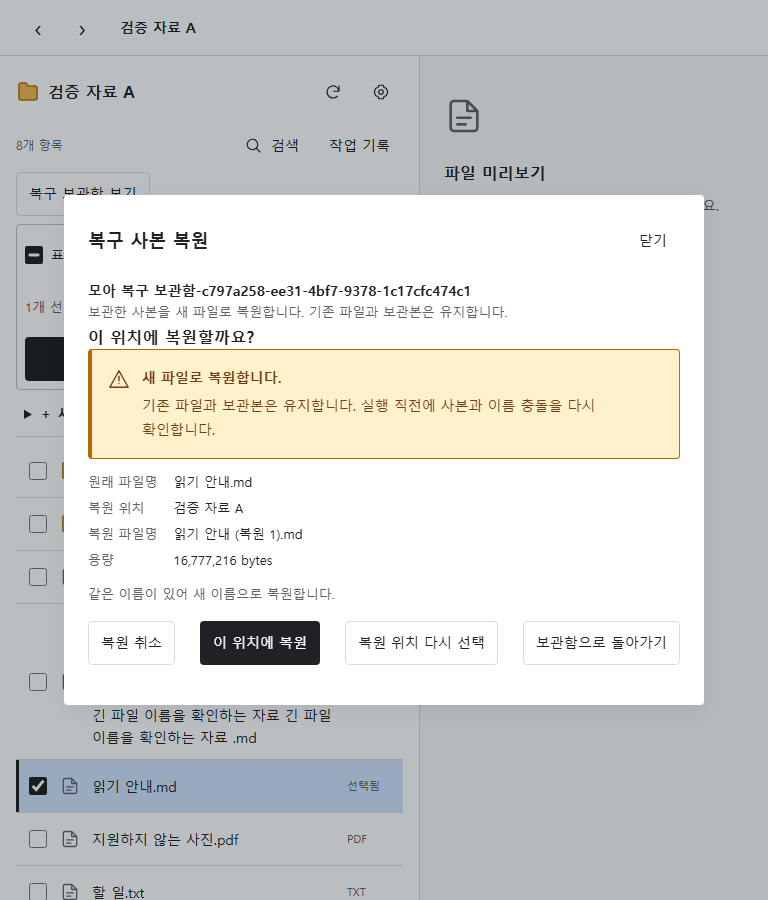 검증 자료 A
검증 자료 A
8개 항목
검색
작업 기록
파일 미리보기
요.
복구 보관함 보기
1개 선
복구 사본 복원
닫기
모아 복구 보관함-c797a258-ee31-4bf7-9378-1c17cfc474c1
보관한 사본을 새 파일로 복원합니다. 기존 파일과 보관본은 유지합니다.
이 위치에 복원할까요?
새 파일로 복원합니다.
기존 파일과 보관본은 유지합니다. 실행 직전에 사본과 이름 충돌을 다시
확인합니다.
원래 파일명 읽기 안내.md
복원 위치 검증 자료 A
복원 파일명 읽기 안내 (복원 1).md
용량 16,777,216 bytes
같은 이름이 있어 새 이름으로 복원합니다.
복원 취소
이 위치에 복원
복원 위치 다시 선택
보관함으로 돌아가기
긴 파일 이름을 확인하는 자료 긴 파일
이름을 확인하는 자료 .md
읽기 안내.md 선택됨
지원하지 않는 사진.pdf PDF
할 일.txt TXT